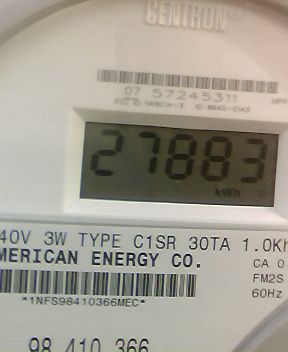 CENTRON®
07 57245311
27883
kWh
40V 3W TYPE C1SR 30TA 1.0Kh
MERICAN ENERGY CO.
CA 0
FM2S
60Hz
*1NFS98410366MEC*
98 410 366